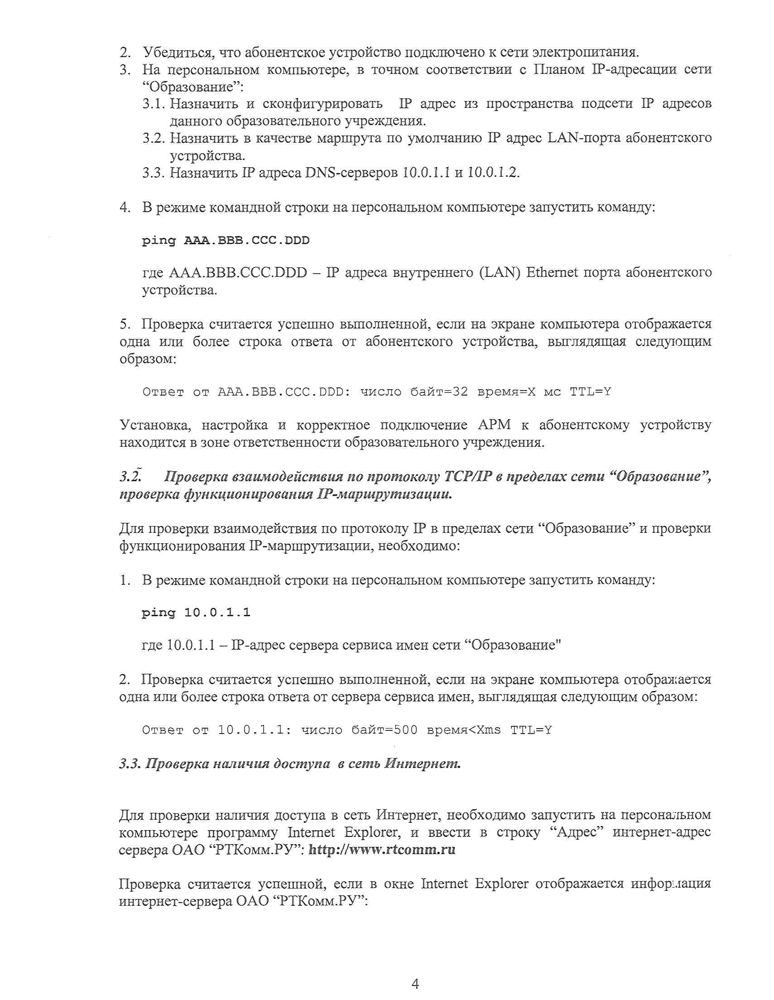 2. Убедиться, что абонентское устройство подключено к сети электропитания.
3. На персональном компьютере, в точном соответствии с Планом IP-адресации сети
“Образование”:
3.1. Назначить и сконфигурировать IP адрес из пространства подсети IP адресов
данного образовательного учреждения.
3.2. Назначить в качестве маршрута по умолчанию IP адрес LAN-порта абонентского
устройства.
3.3. Назначить IP адреса DNS-серверов 10.0.1.1 и 10.0.1.2.
4. В режиме командной строки на персональном компьютере запустить команду:
ping AAA.BBB.CCC.DDD
где AAA.BBB.CCC.DDD – IP адреса внутреннего (LAN) Ethernet порта абонентского
устройства.
5. Проверка считается успешно выполненной, если на экране компьютера отображается
одна или более строка ответа от абонентского устройства, выглядящая следующим
образом:
Ответ от AAA.BBB.CCC.DDD: число байт=32 время=X мс TTL=Y
Установка, настройка и корректное подключение АРМ к абонентскому устройству
находится в зоне ответственности образовательного учреждения.
3.2. Проверка взаимодействия по протоколу TCP/IP в пределах сети “Образование”,
проверка функционирования IP-маршрутизации.
Для проверки взаимодействия по протоколу IP в пределах сети “Образование” и проверки
функционирования IP-маршрутизации, необходимо:
1. В режиме командной строки на персональном компьютере запустить команду:
ping 10.0.1.1
где 10.0.1.1 – IP-адрес сервера сервиса имен сети “Образование"
2. Проверка считается успешно выполненной, если на экране компьютера отображается
одна или более строка ответа от сервера сервиса имен, выглядящая следующим образом:
Ответ от 10.0.1.1: число байт=500 время<Xms TTL=Y
3.3. Проверка наличия доступа в сеть Интернет.
Для проверки наличия доступа в сеть Интернет, необходимо запустить на персональном
компьютере программу Internet Explorer, и ввести в строку “Адрес” интернет-адрес
сервера ОАО “РТКомм.РУ”: http://www.rtcomm.ru
Проверка считается успешной, если в окне Internet Explorer отображается информация
интернет-сервера ОАО “РТКомм.РУ”:
4